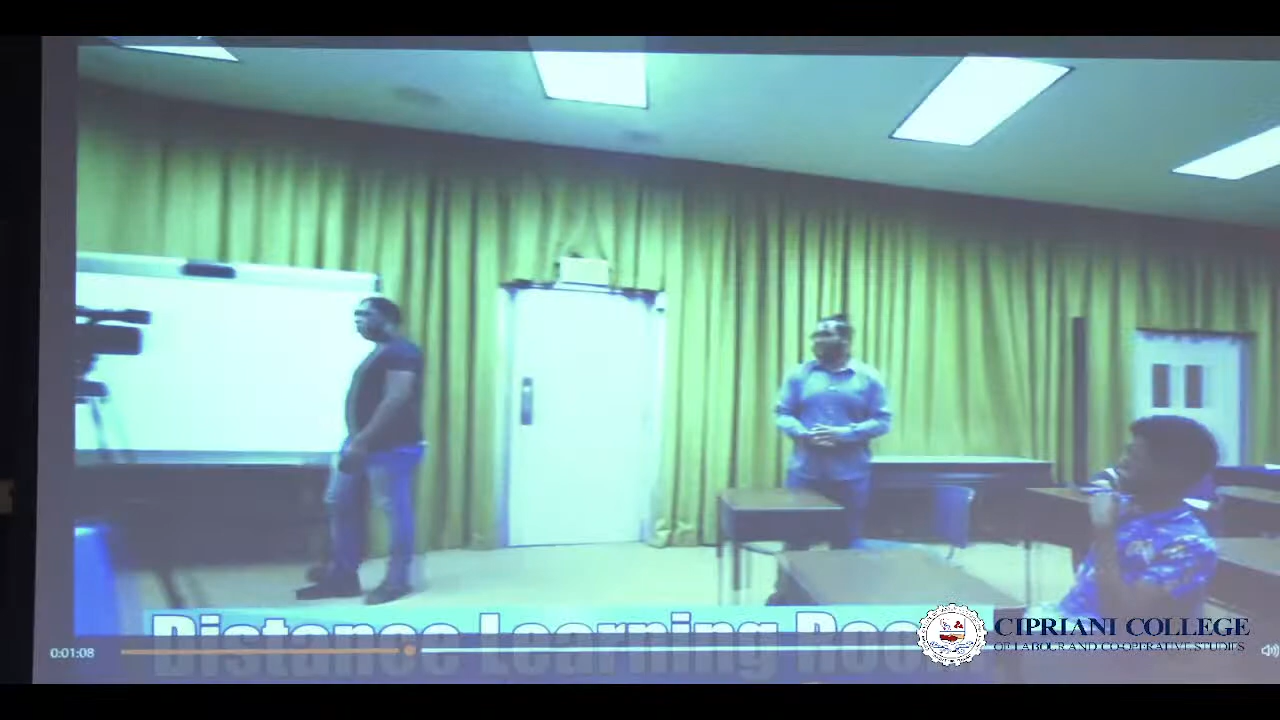 Distance Learning Roo
0:01:08
CIPRIANI COLLEGE
OF LABOUR AND CO-OPERATIVE STUDIES